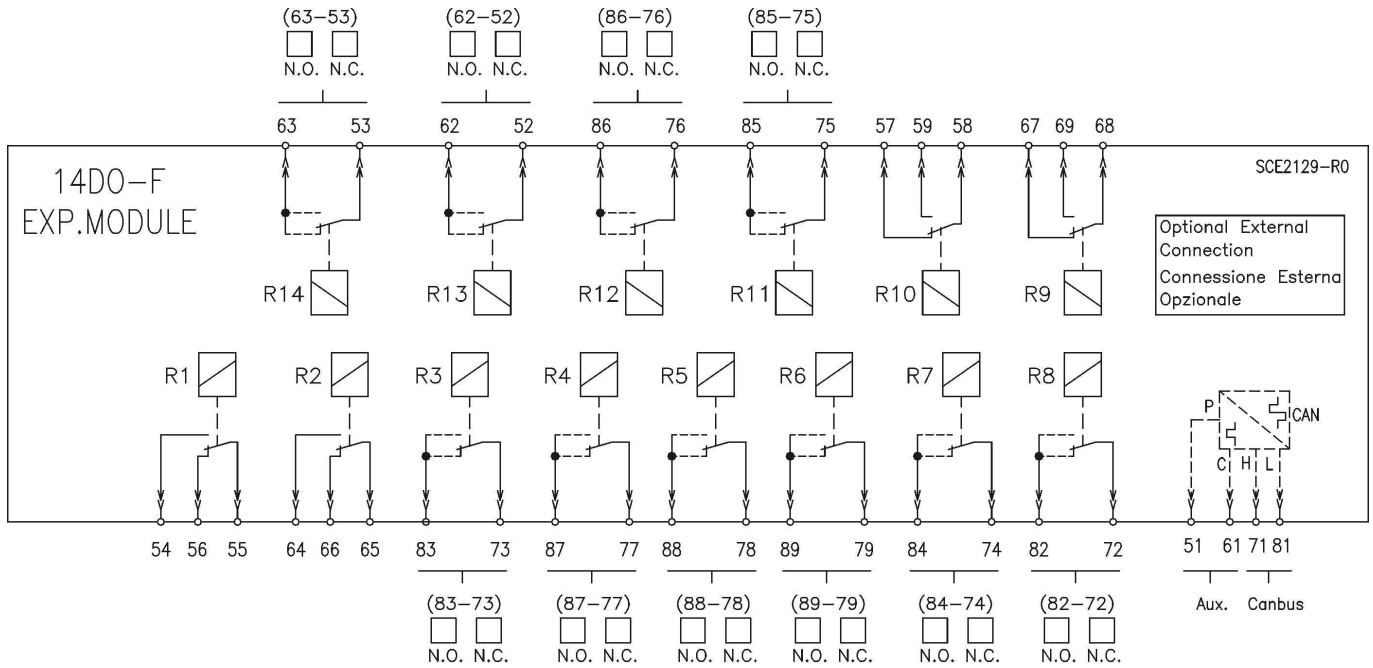 (63-53) (62-52) (86-76) (85-75)
N.O. N.C. N.O. N.C. N.O. N.C. N.O. N.C.
63 53 62 52 86 76 85 75 57 59 58 67 69 68
14DO-F
EXP.MODULE
SCE2129-R0
Optional External
Connection
Connessione Esterna
Opzionale
R14 R13 R12 R11 R10 R9
R1 R2 R3 R4 R5 R6 R7 R8
P CAN
C H L
54 56 55 64 66 65 83 73 87 77 88 78 89 79 84 74 82 72 51 61 71 81
(83-73) (87-77) (88-78) (89-79) (84-74) (82-72) Aux. Canbus
N.O. N.C. N.O. N.C. N.O. N.C. N.O. N.C. N.O. N.C. N.O. N.C.